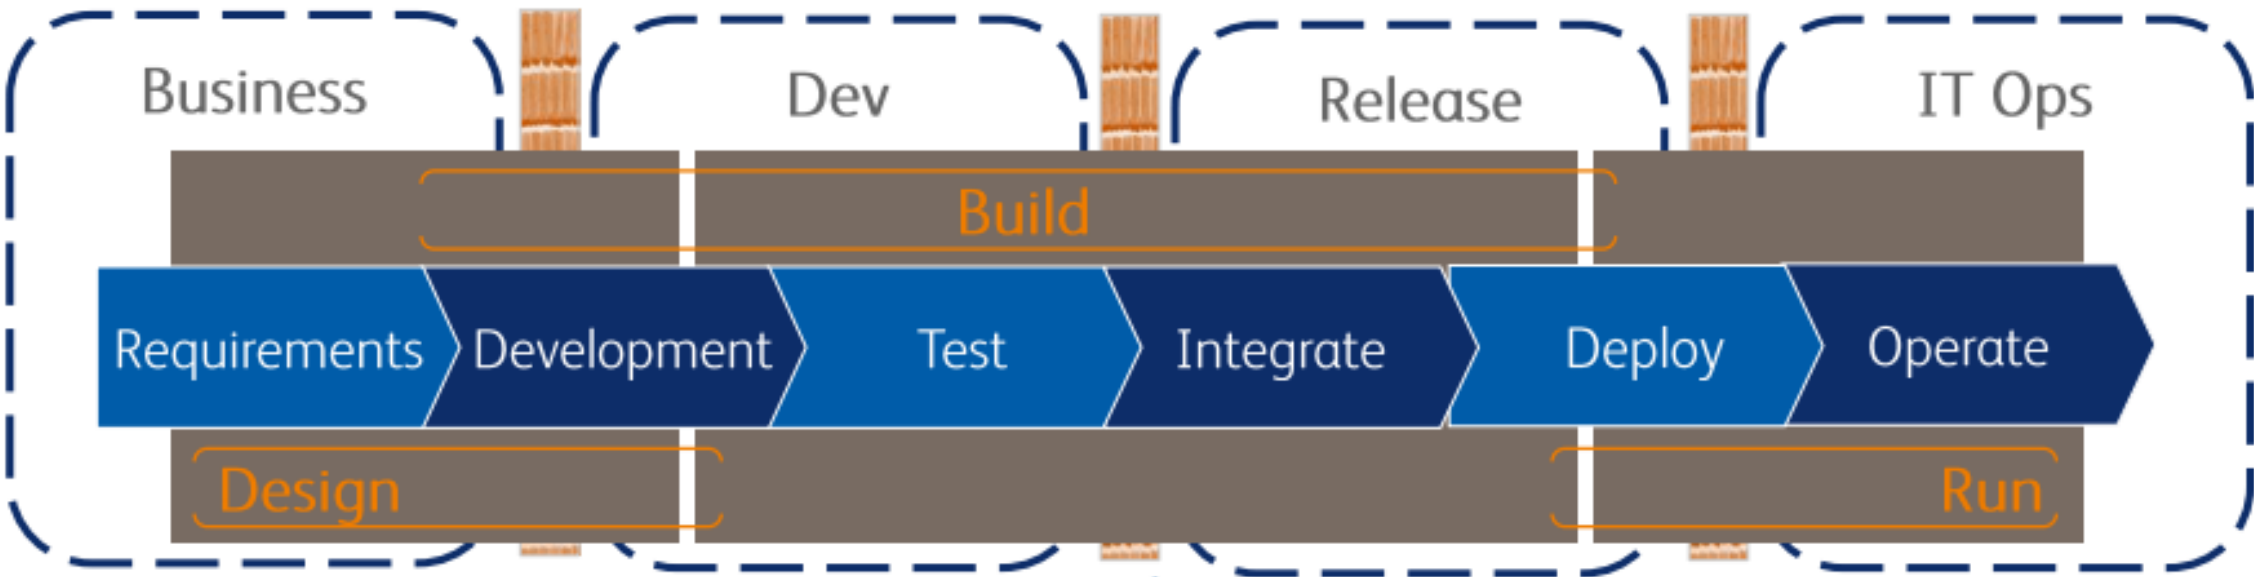 Business
Dev
Release
IT Ops
Build
Requirements
Development
Test
Integrate
Deploy
Operate
Design
Run